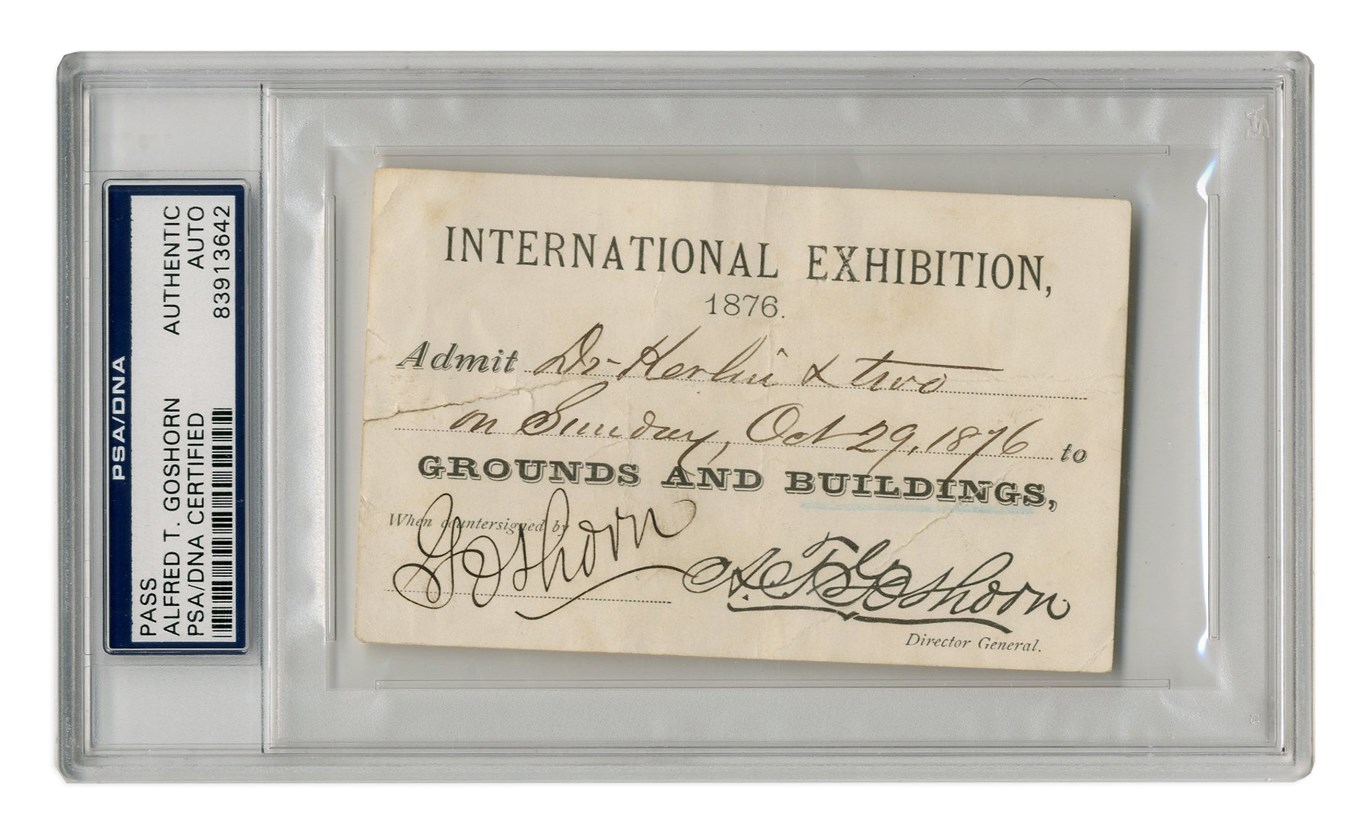 PSA/DNA
PASS AUTHENTIC
ALFRED T. GOSHORN AUTO
PSA/DNA CERTIFIED 83913642
INTERNATIONAL EXHIBITION,
1876.
Admit Dr Kerlin & two
on Sunday, Oct 29, 1876 to
GROUNDS AND BUILDINGS,
When countersigned by
Goshorn
A. T. Goshorn
Director General.